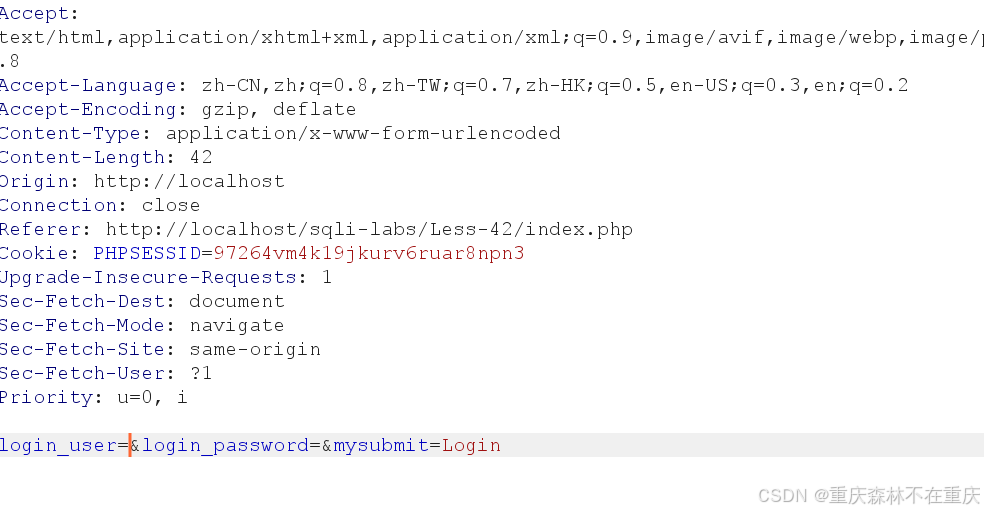 Accept:
text/html,application/xhtml+xml,application/xml;q=0.9,image/avif,image/webp,image/p
.8
Accept-Language: zh-CN,zh;q=0.8,zh-TW;q=0.7,zh-HK;q=0.5,en-US;q=0.3,en;q=0.2
Accept-Encoding: gzip, deflate
Content-Type: application/x-www-form-urlencoded
Content-Length: 42
Origin: http://localhost
Connection: close
Referer: http://localhost/sqli-labs/Less-42/index.php
Cookie: PHPSESSID=97264vm4k19jkurv6ruar8npn3
Upgrade-Insecure-Requests: 1
Sec-Fetch-Dest: document
Sec-Fetch-Mode: navigate
Sec-Fetch-Site: same-origin
Sec-Fetch-User: ?1
Priority: u=0, i
login_user=&login_password=&mysubmit=Login
CSDN @重庆森林不在重庆